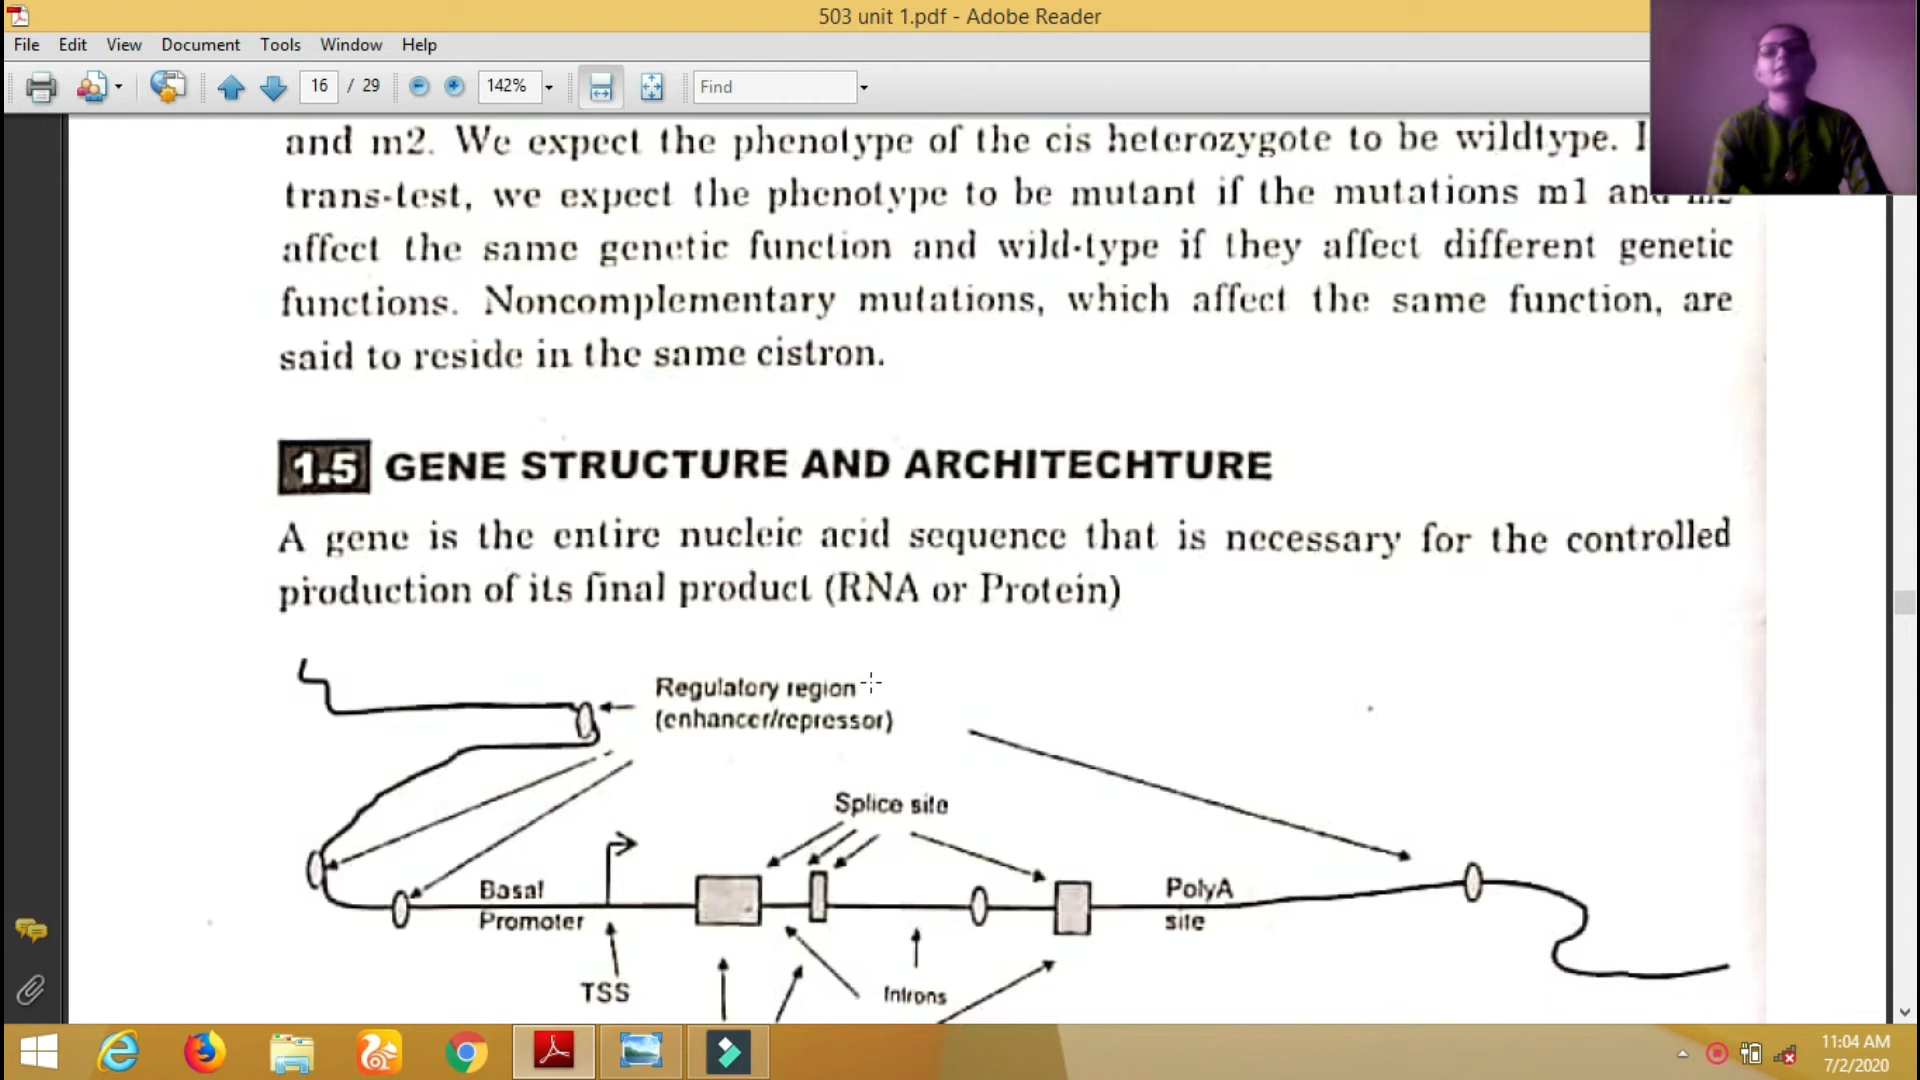 503 unit 1.pdf - Adobe Reader
File Edit View Document Tools Window Help
16 / 29 142% Find
and m2. We expect the phenotype of the cis heterozygote to be wildtype. I
trans-test, we expect the phenotype to be mutant if the mutations m1 and
affect the same genetic function and wild-type if they affect different genetic
functions. Noncomplementary mutations, which affect the same function, are
said to reside in the same cistron.
1.5 GENE STRUCTURE AND ARCHITECHTURE
A gene is the entire nucleic acid sequence that is necessary for the controlled
production of its final product (RNA or Protein)
Regulatory region
(enhancer/repressor)
Splice site
Basal
Promoter
PolyA
site
TSS
Introns
11:04 AM
7/2/2020